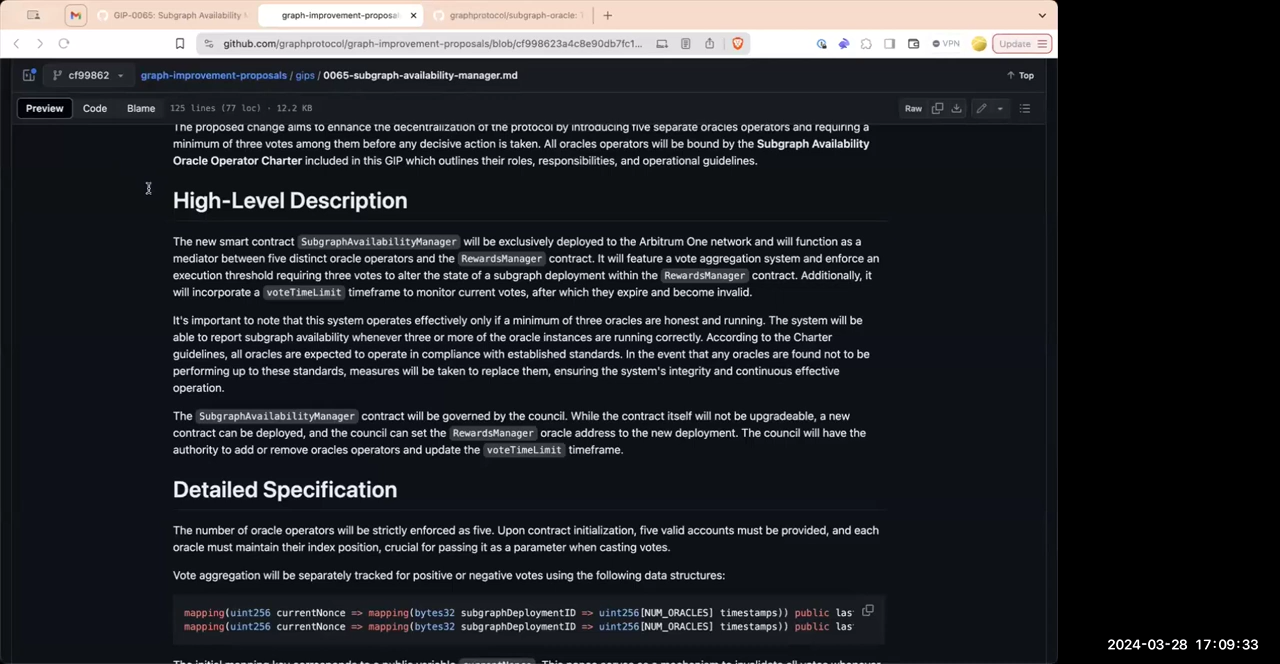 GIP-0065: Subgraph Availability M
graph-improvement-proposals
graphprotocol/subgraph-oracle:
github.com/graphprotocol/graph-improvement-proposals/blob/cf998623a4c8e90db7fc1...
VPN
Update
cf99862
graph-improvement-proposals / gips / 0065-subgraph-availability-manager.md
Top
Preview
Code
Blame
125 lines (77 loc) · 12.2 KB
Raw
The proposed change aims to enhance the decentralization of the protocol by introducing five separate oracles operators and requiring a
minimum of three votes among them before any decisive action is taken. All oracles operators will be bound by the Subgraph Availability
Oracle Operator Charter included in this GIP which outlines their roles, responsibilities, and operational guidelines.
High-Level Description
The new smart contract SubgraphAvailabilityManager will be exclusively deployed to the Arbitrum One network and will function as a
mediator between five distinct oracle operators and the RewardsManager contract. It will feature a vote aggregation system and enforce an
execution threshold requiring three votes to alter the state of a subgraph deployment within the RewardsManager contract. Additionally, it
will incorporate a voteTimeLimit timeframe to monitor current votes, after which they expire and become invalid.
It's important to note that this system operates effectively only if a minimum of three oracles are honest and running. The system will be
able to report subgraph availability whenever three or more of the oracle instances are running correctly. According to the Charter
guidelines, all oracles are expected to operate in compliance with established standards. In the event that any oracles are found not to be
performing up to these standards, measures will be taken to replace them, ensuring the system's integrity and continuous effective
operation.
The SubgraphAvailabilityManager contract will be governed by the council. While the contract itself will not be upgradeable, a new
contract can be deployed, and the council can set the RewardsManager oracle address to the new deployment. The council will have the
authority to add or remove oracles operators and update the voteTimeLimit timeframe.
Detailed Specification
The number of oracle operators will be strictly enforced as five. Upon contract initialization, five valid accounts must be provided, and each
oracle must maintain their index position, crucial for passing it as a parameter when casting votes.
Vote aggregation will be separately tracked for positive or negative votes using the following data structures:
mapping(uint256 currentNonce => mapping(bytes32 subgraphDeploymentID => uint256[NUM_ORACLES] timestamps)) public las
mapping(uint256 currentNonce => mapping(bytes32 subgraphDeploymentID => uint256[NUM_ORACLES] timestamps)) public las
2024-03-28 17:09:33